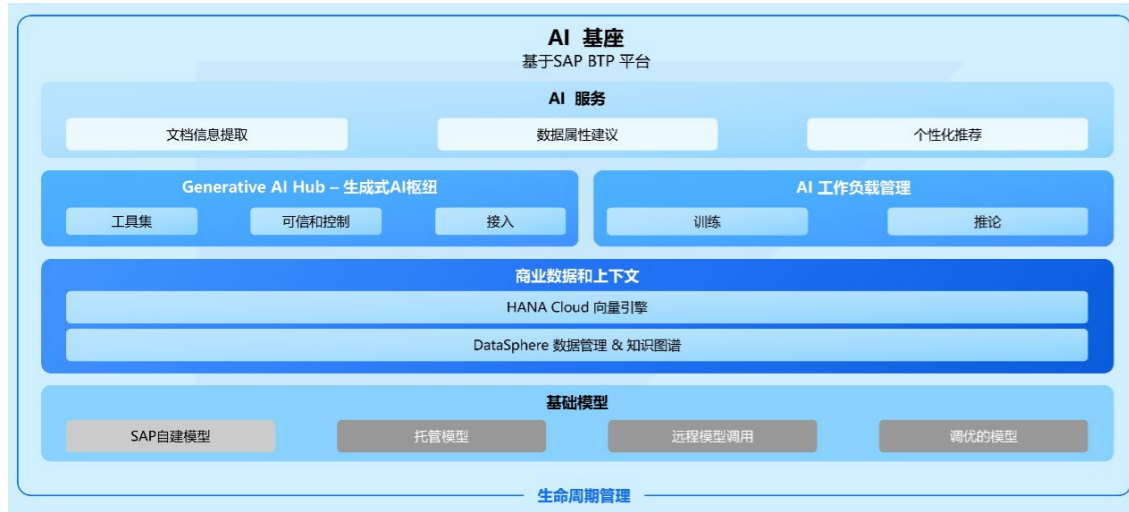 AI 基座
基于SAP BTP 平台
AI 服务
文档信息提取
数据属性建议
个性化推荐
Generative AI Hub – 生成式AI枢纽
工具集
可信和控制
接入
AI 工作负载管理
训练
推论
商业数据和上下文
HANA Cloud 向量引擎
DataSphere 数据管理 & 知识图谱
基础模型
SAP自建模型
托管模型
远程模型调用
调优的模型
生命周期管理